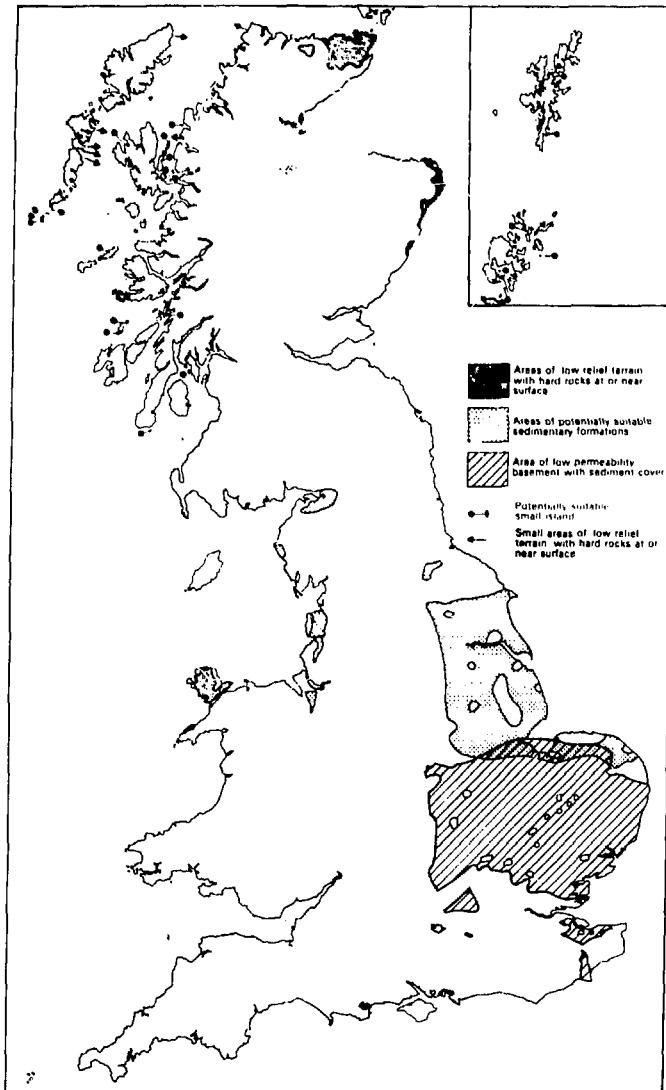 Areas of low relief terrain
with hard rocks at or near
surface
Areas of potentially suitable
sedimentary formations
Area of low permeability
basement with sediment cover
Potentially suitable
small island
Small areas of low relief
terrain with hard rocks at or
near surface